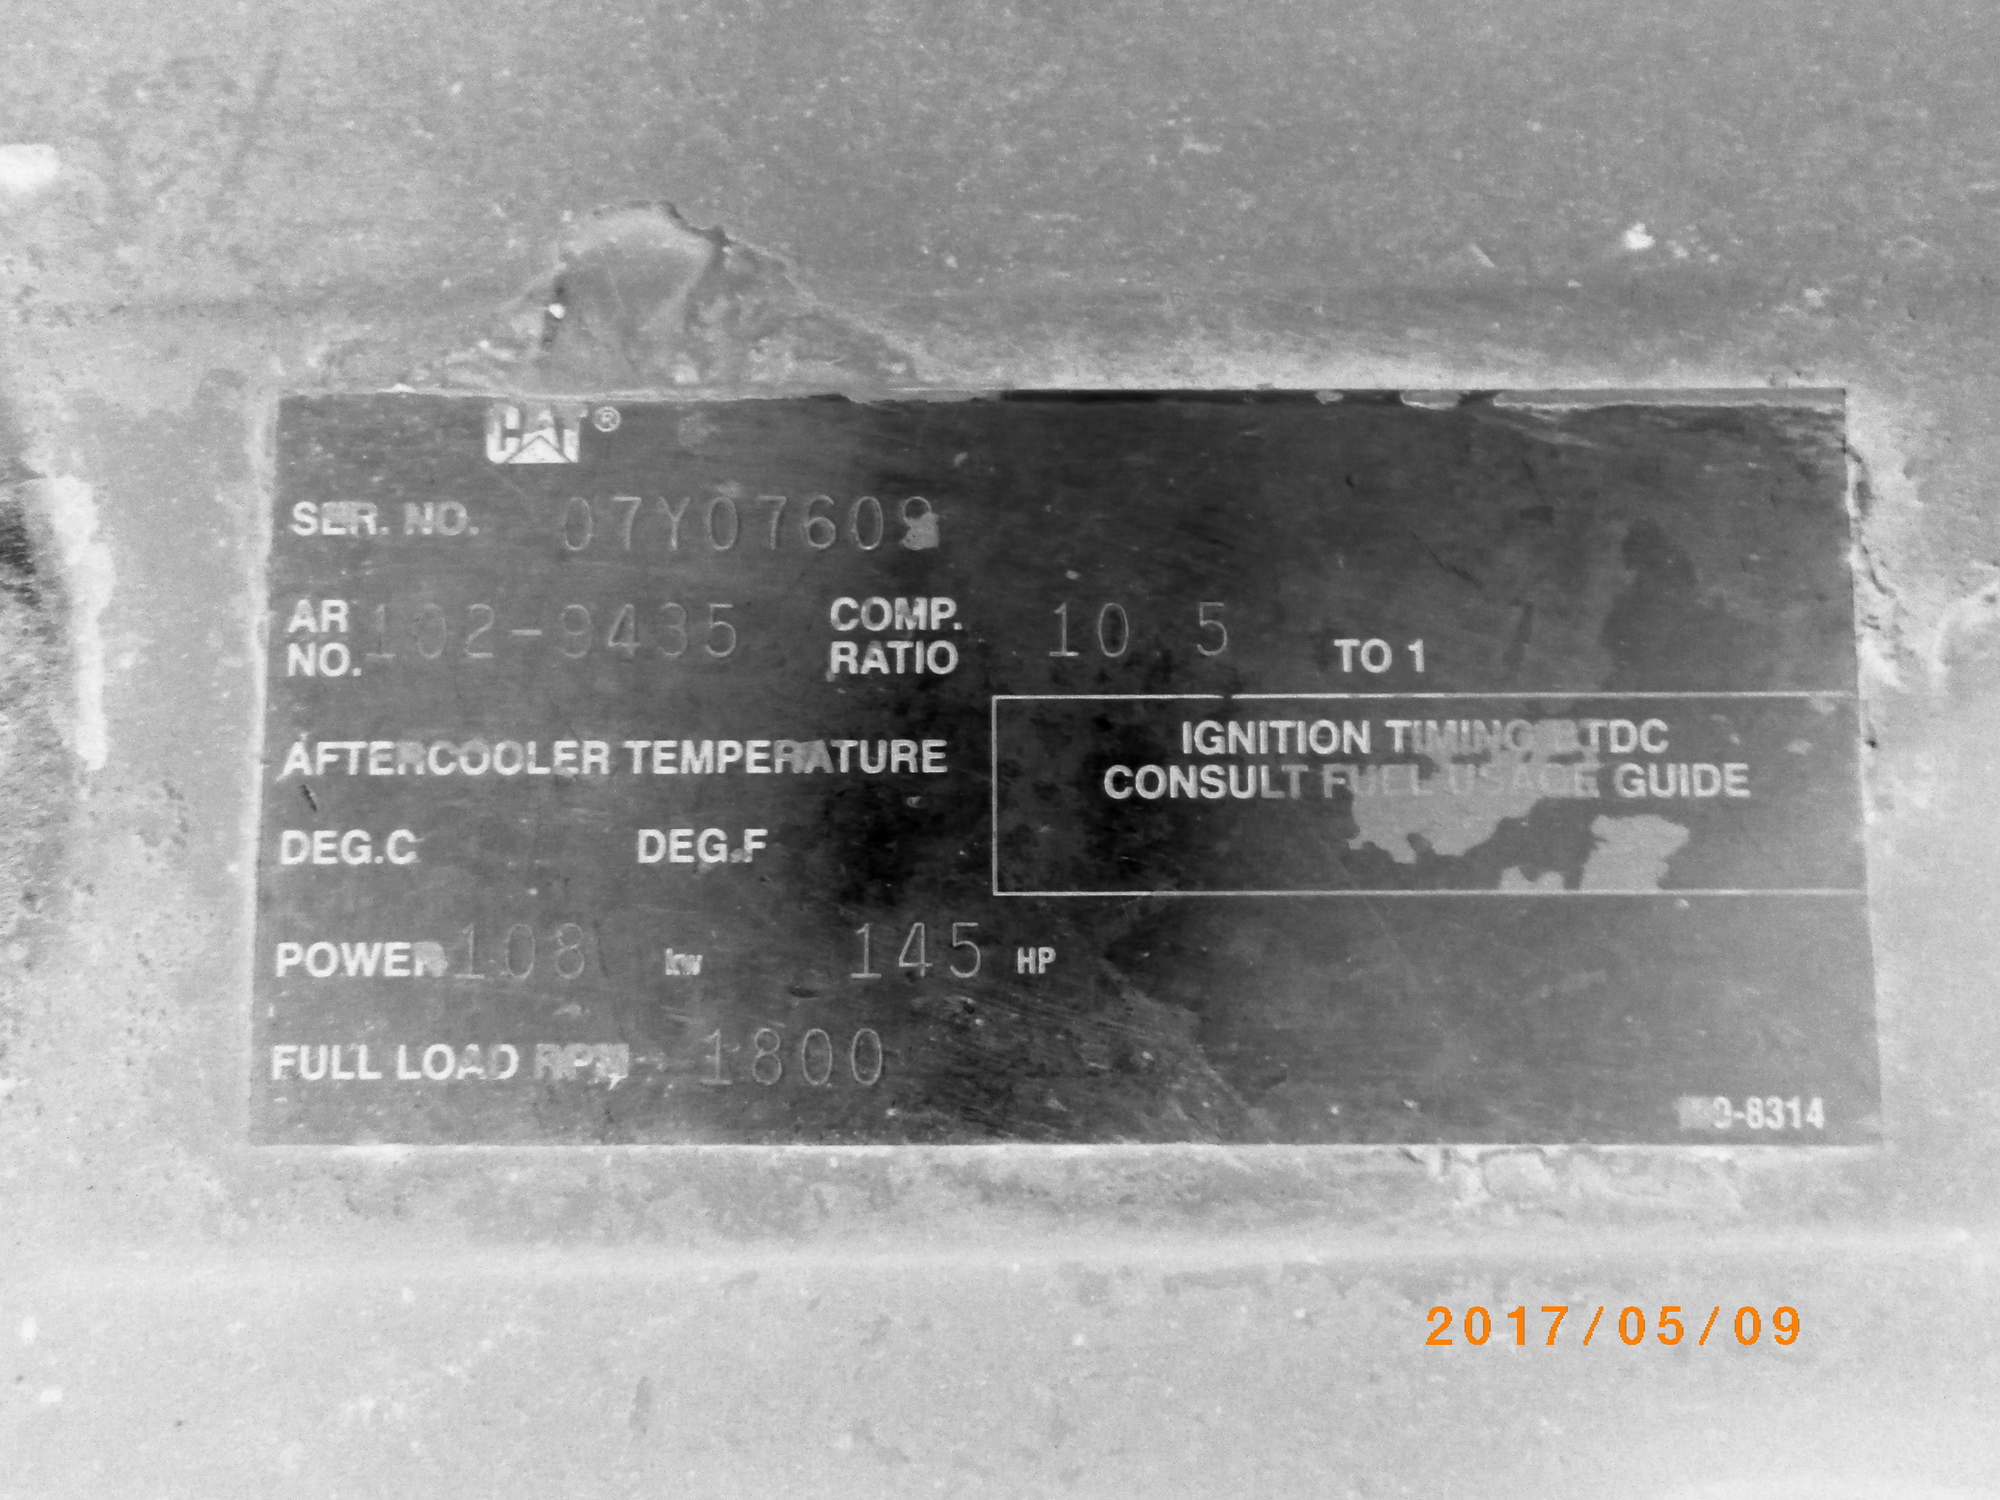 CAT®
SER. NO.
AR NO. 102-9435 COMP. RATIO 10 5 TO 1
AFTERCOOLER TEMPERATURE
DEG.C DEG.F
IGNITION TIMING BTDC
CONSULT FUEL USAGE GUIDE
POWER 108 kw 145 HP
FULL LOAD RPM 1800
2017/05/09